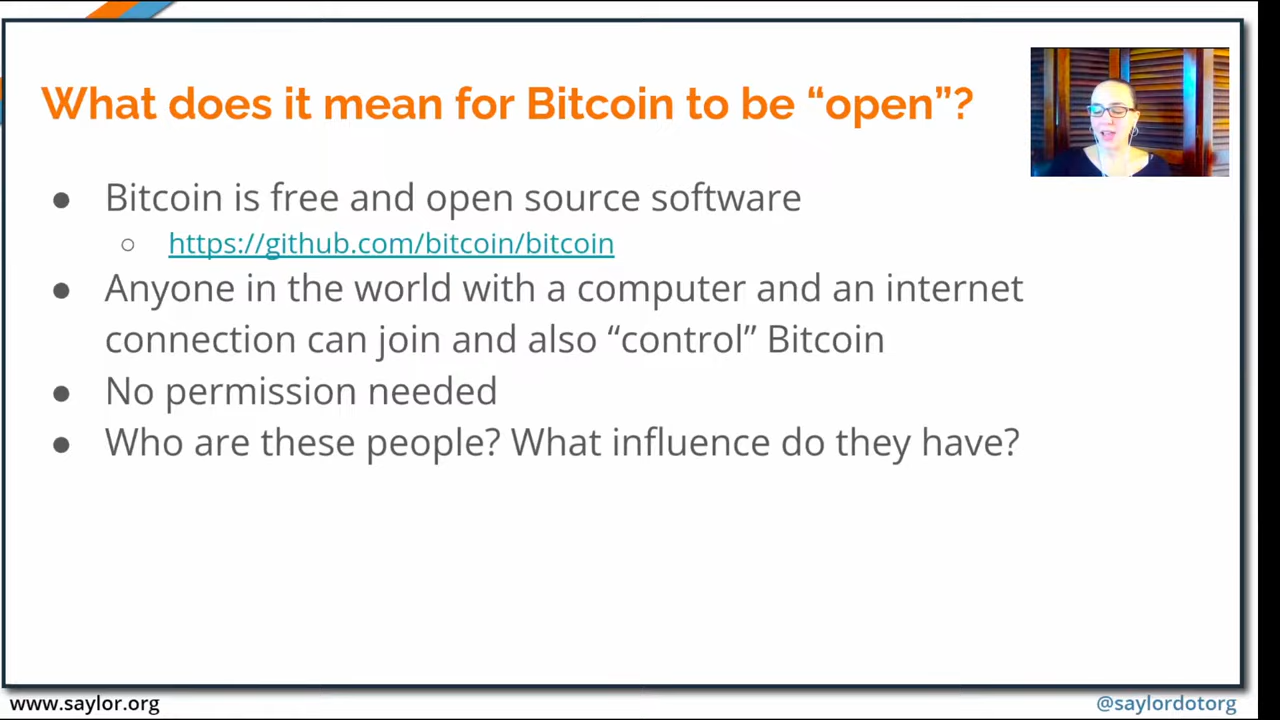 What does it mean for Bitcoin to be “open”?
● Bitcoin is free and open source software
○ https://github.com/bitcoin/bitcoin
● Anyone in the world with a computer and an internet
connection can join and also “control” Bitcoin
● No permission needed
● Who are these people? What influence do they have?
www.saylor.org
@saylordotorg